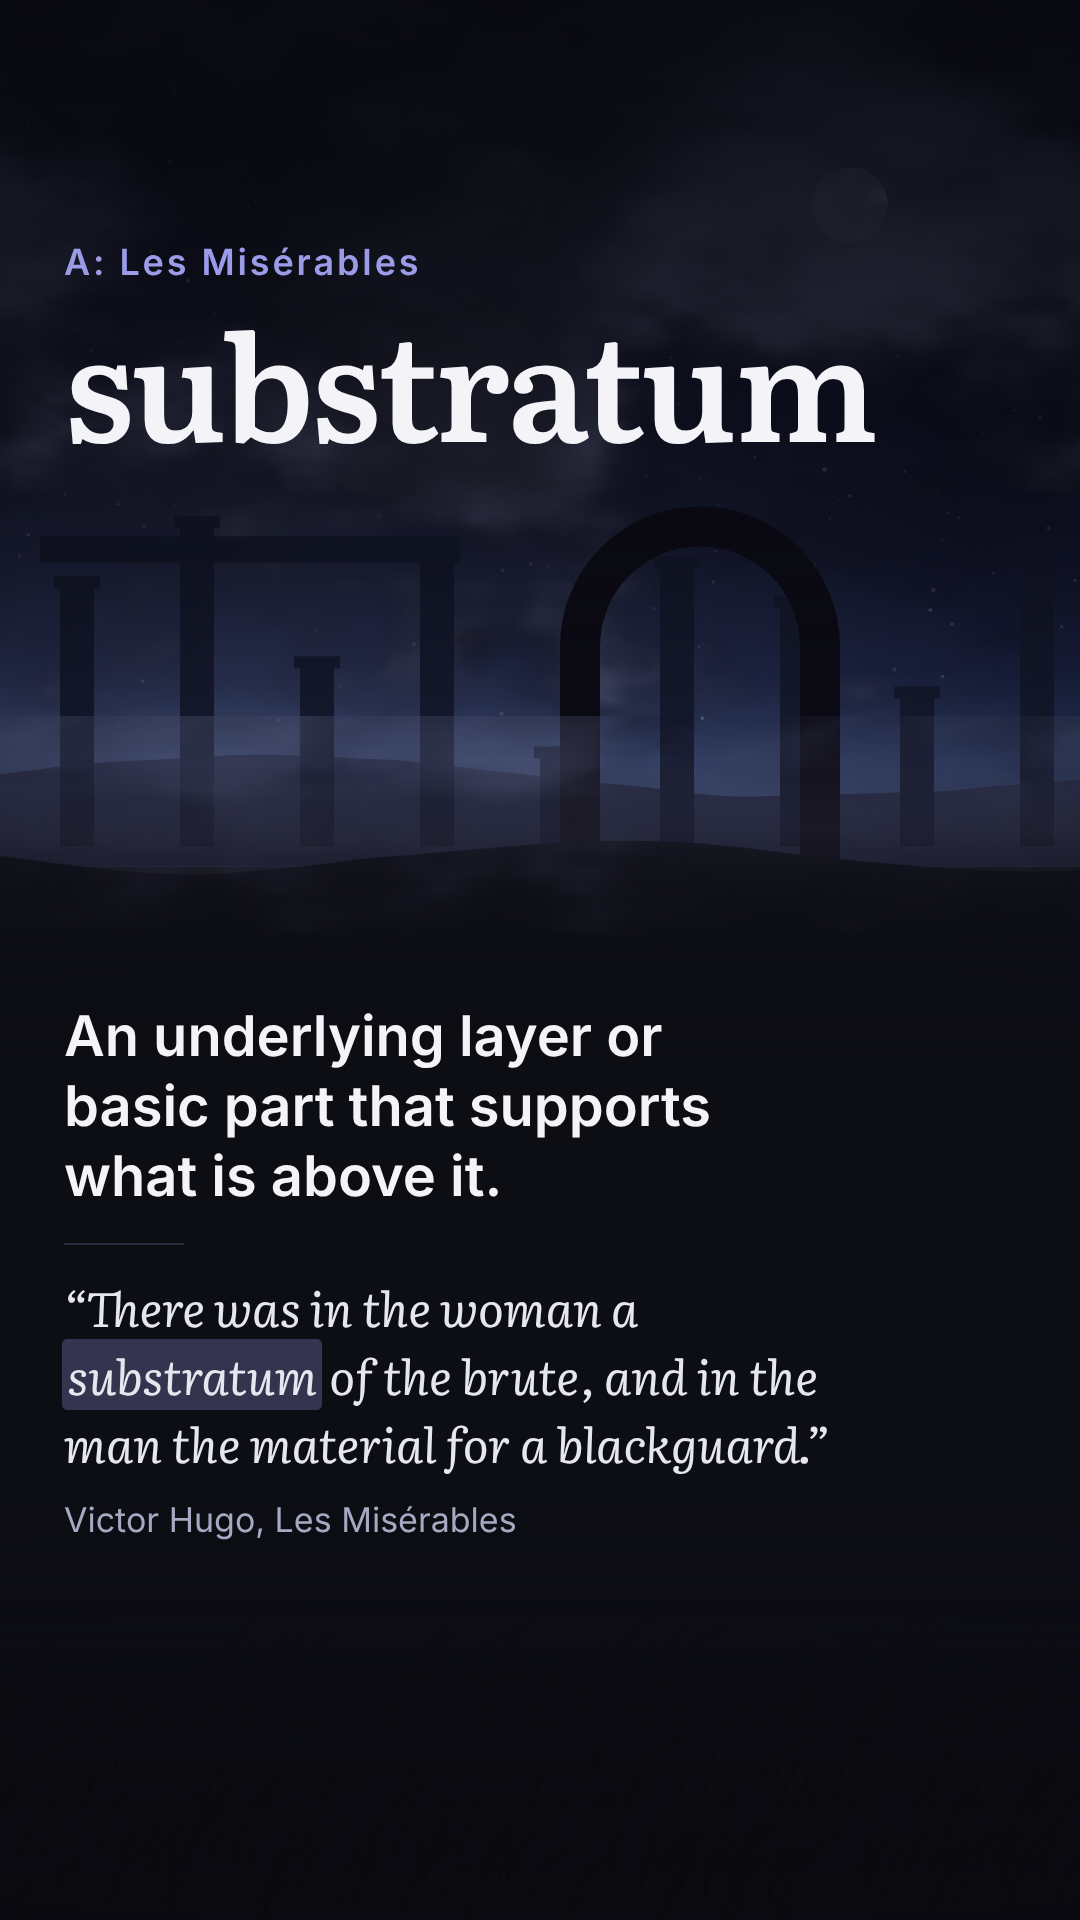 A: Les Misérables
substratum
An underlying layer or
basic part that supports
what is above it.
“There was in the woman a
substratum of the brute, and in the
man the material for a blackguard.”
Victor Hugo, Les Misérables